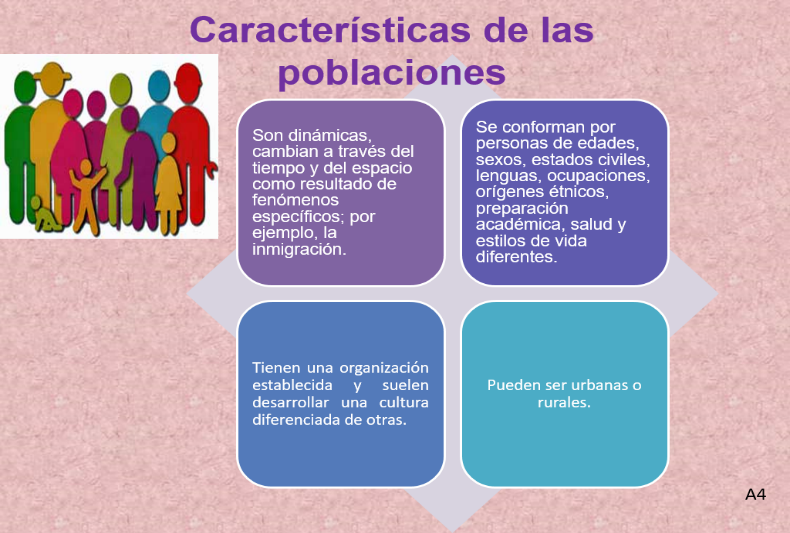 Características de las
poblaciones
Son dinámicas,
cambian a través del
tiempo y del espacio
como resultado de
fenómenos
específicos; por
ejemplo, la
inmigración.
Se conforman por
personas de edades,
sexos, estados civiles,
lenguas, ocupaciones,
orígenes étnicos,
preparación
académica, salud y
estilos de vida
diferentes.
Tienen una organización
establecida y suelen
desarrollar una cultura
diferenciada de otras.
Pueden ser urbanas o
rurales.
A4